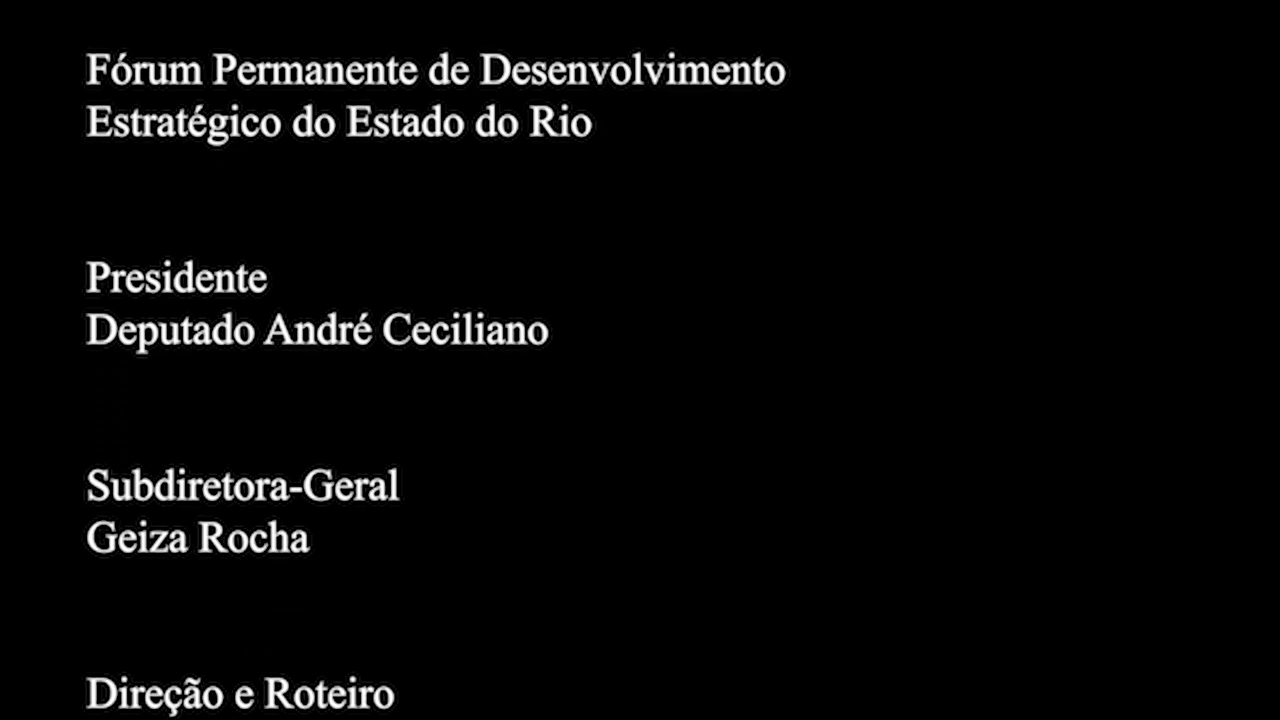 Fórum Permanente de Desenvolvimento
Estratégico do Estado do Rio
Presidente
Deputado André Ceciliano
Subdiretora-Geral
Geiza Rocha
Direção e Roteiro